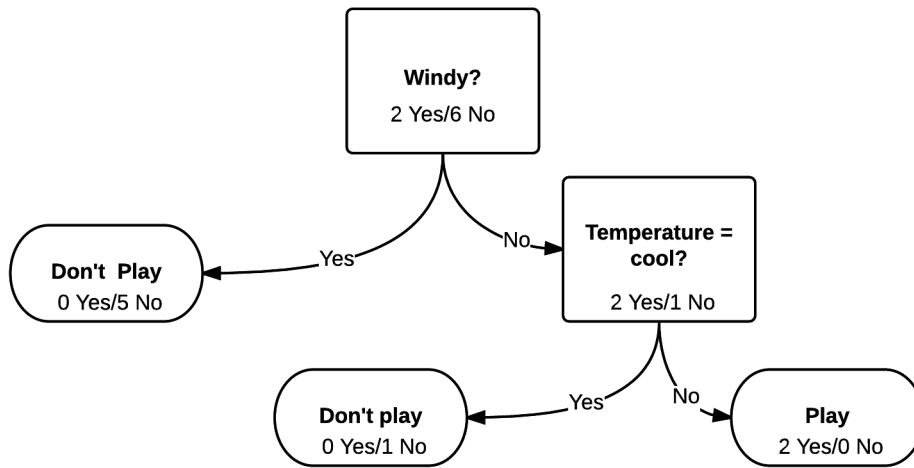 Windy?
2 Yes/6 No
Yes
No
Temperature =
cool?
2 Yes/1 No
Don't  Play
0 Yes/5 No
Yes
No
Don't play
0 Yes/1 No
Play
2 Yes/0 No